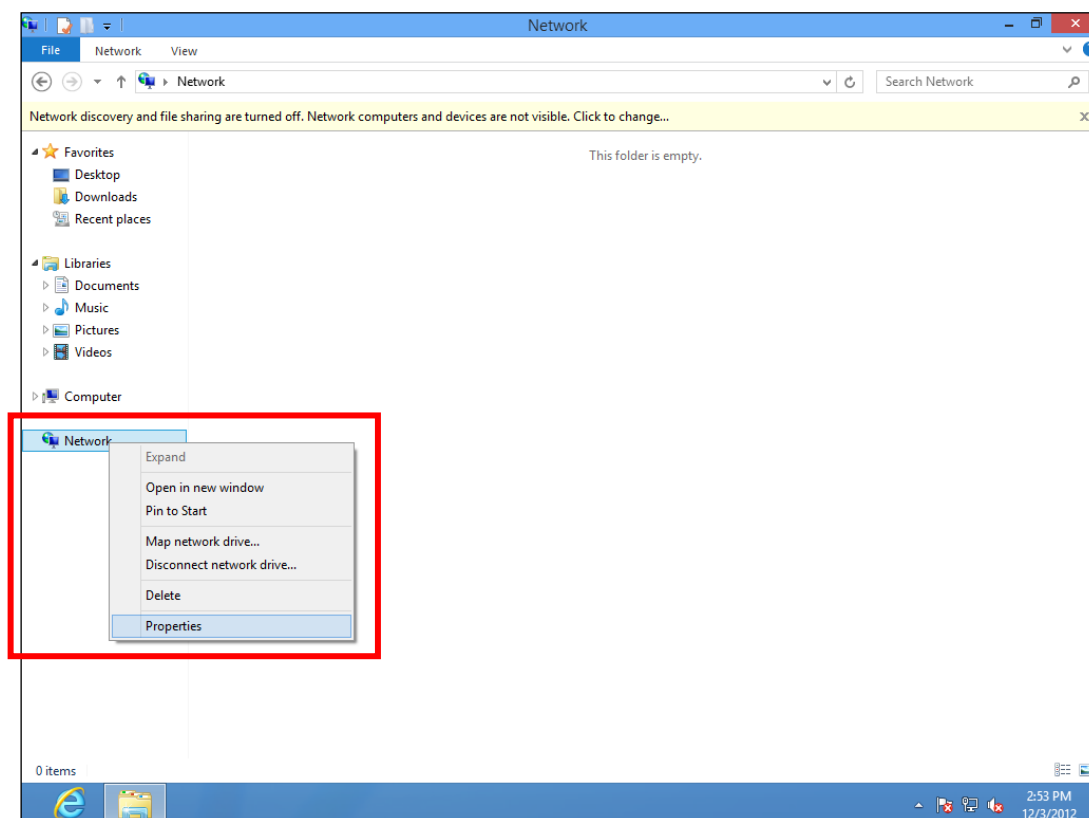 Network
File Network View
Network
Search Network
Network discovery and file sharing are turned off. Network computers and devices are not visible. Click to change...
Favorites
This folder is empty.
Desktop
Downloads
Recent places
Libraries
Documents
Music
Pictures
Videos
Computer
Network
Expand
Open in new window
Pin to Start
Map network drive...
Disconnect network drive...
Delete
Properties
0 items
2:53 PM
12/3/2012